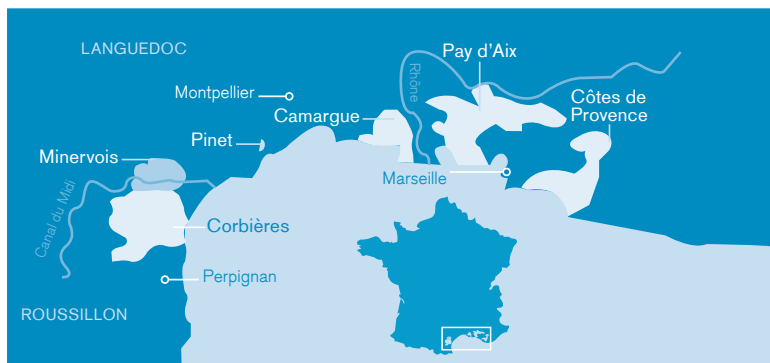 LANGUEDOC
Pay d'Aix
Rhône
Montpellier
Côtes de
Provence
Camargue
Pinet
Minervois
Marseille
Canal du Midi
Corbières
Perpignan
ROUSSILLON